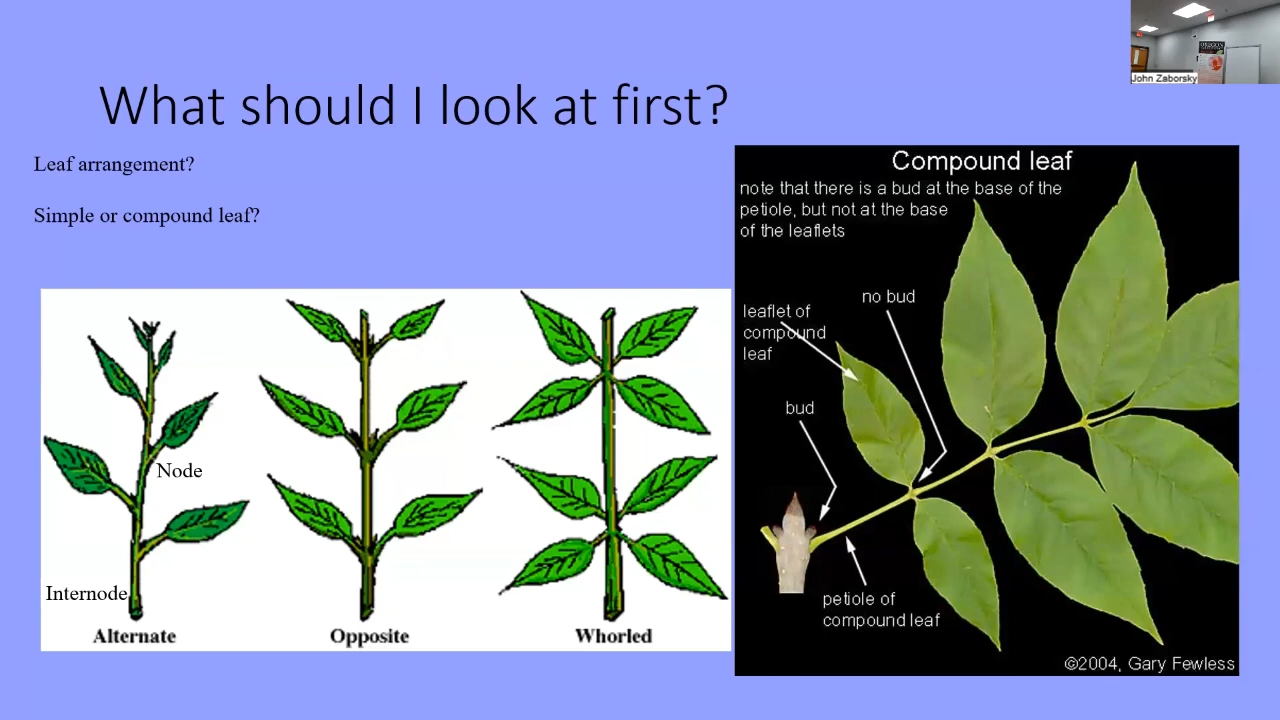 John Zaborsky
What should I look at first?
Leaf arrangement?
Simple or compound leaf?
Node
Internode
Alternate
Opposite
Whorled
Compound leaf
note that there is a bud at the base of the
petiole, but not at the base
of the leaflets
no bud
leaflet of
compound
leaf
bud
petiole of
compound leaf
©2004, Gary Fewless